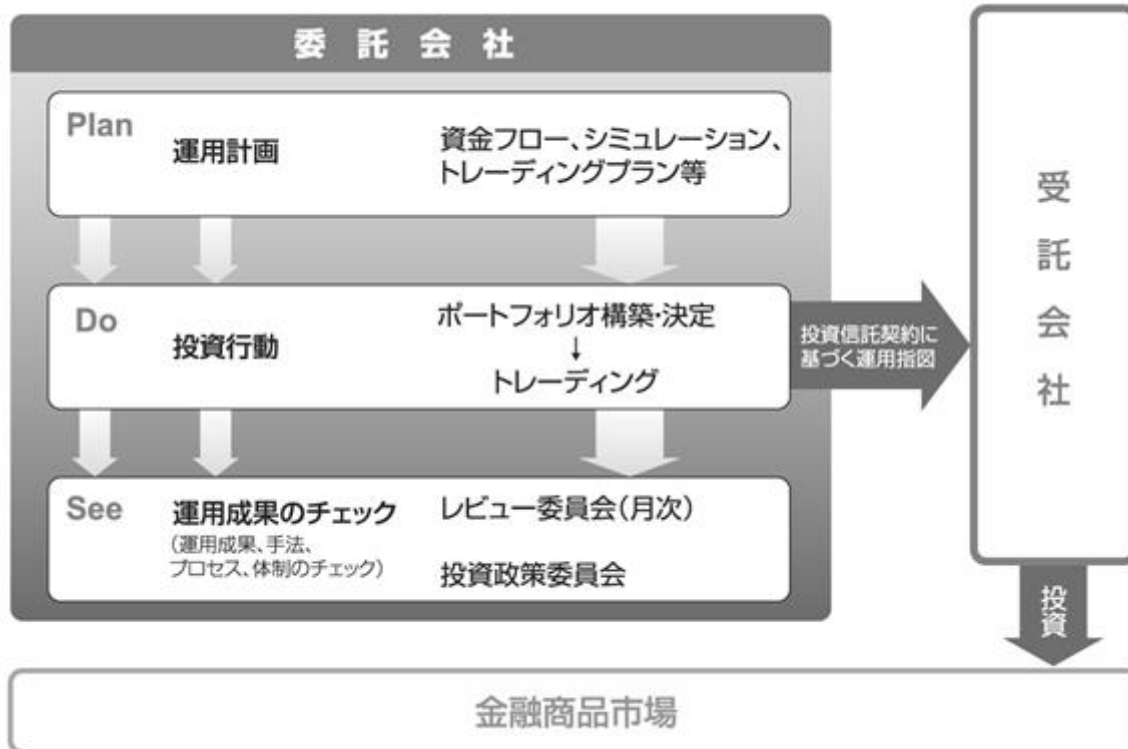 委託会社
Plan
運用計画
資金フロー、シミュレーション、
トレーディングプラン等
Do
投資行動
ポートフォリオ構築・決定
↓
トレーディング
投資信託契約に
基づく運用指図
See
運用成果のチェック
(運用成果、手法、
プロセス、体制のチェック)
レビュー委員会(月次)
投資政策委員会
受託会社
投資
金融商品市場